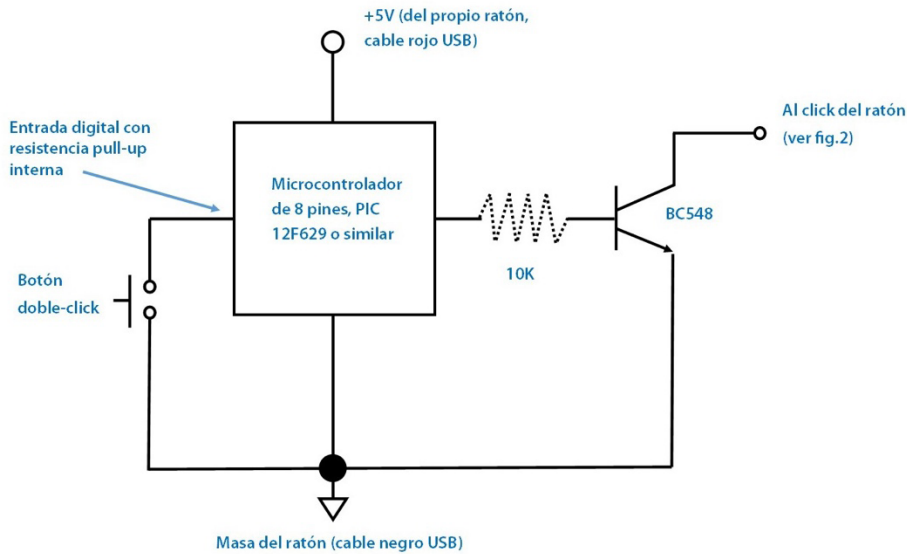 +5V (del propio ratón,
cable rojo USB)
Entrada digital con
resistencia pull-up
interna
Al click del ratón
(ver fig.2)
Microcontrolador
de 8 pines, PIC
12F629 o similar
BC548
10K
Botón
doble-click
Masa del ratón (cable negro USB)